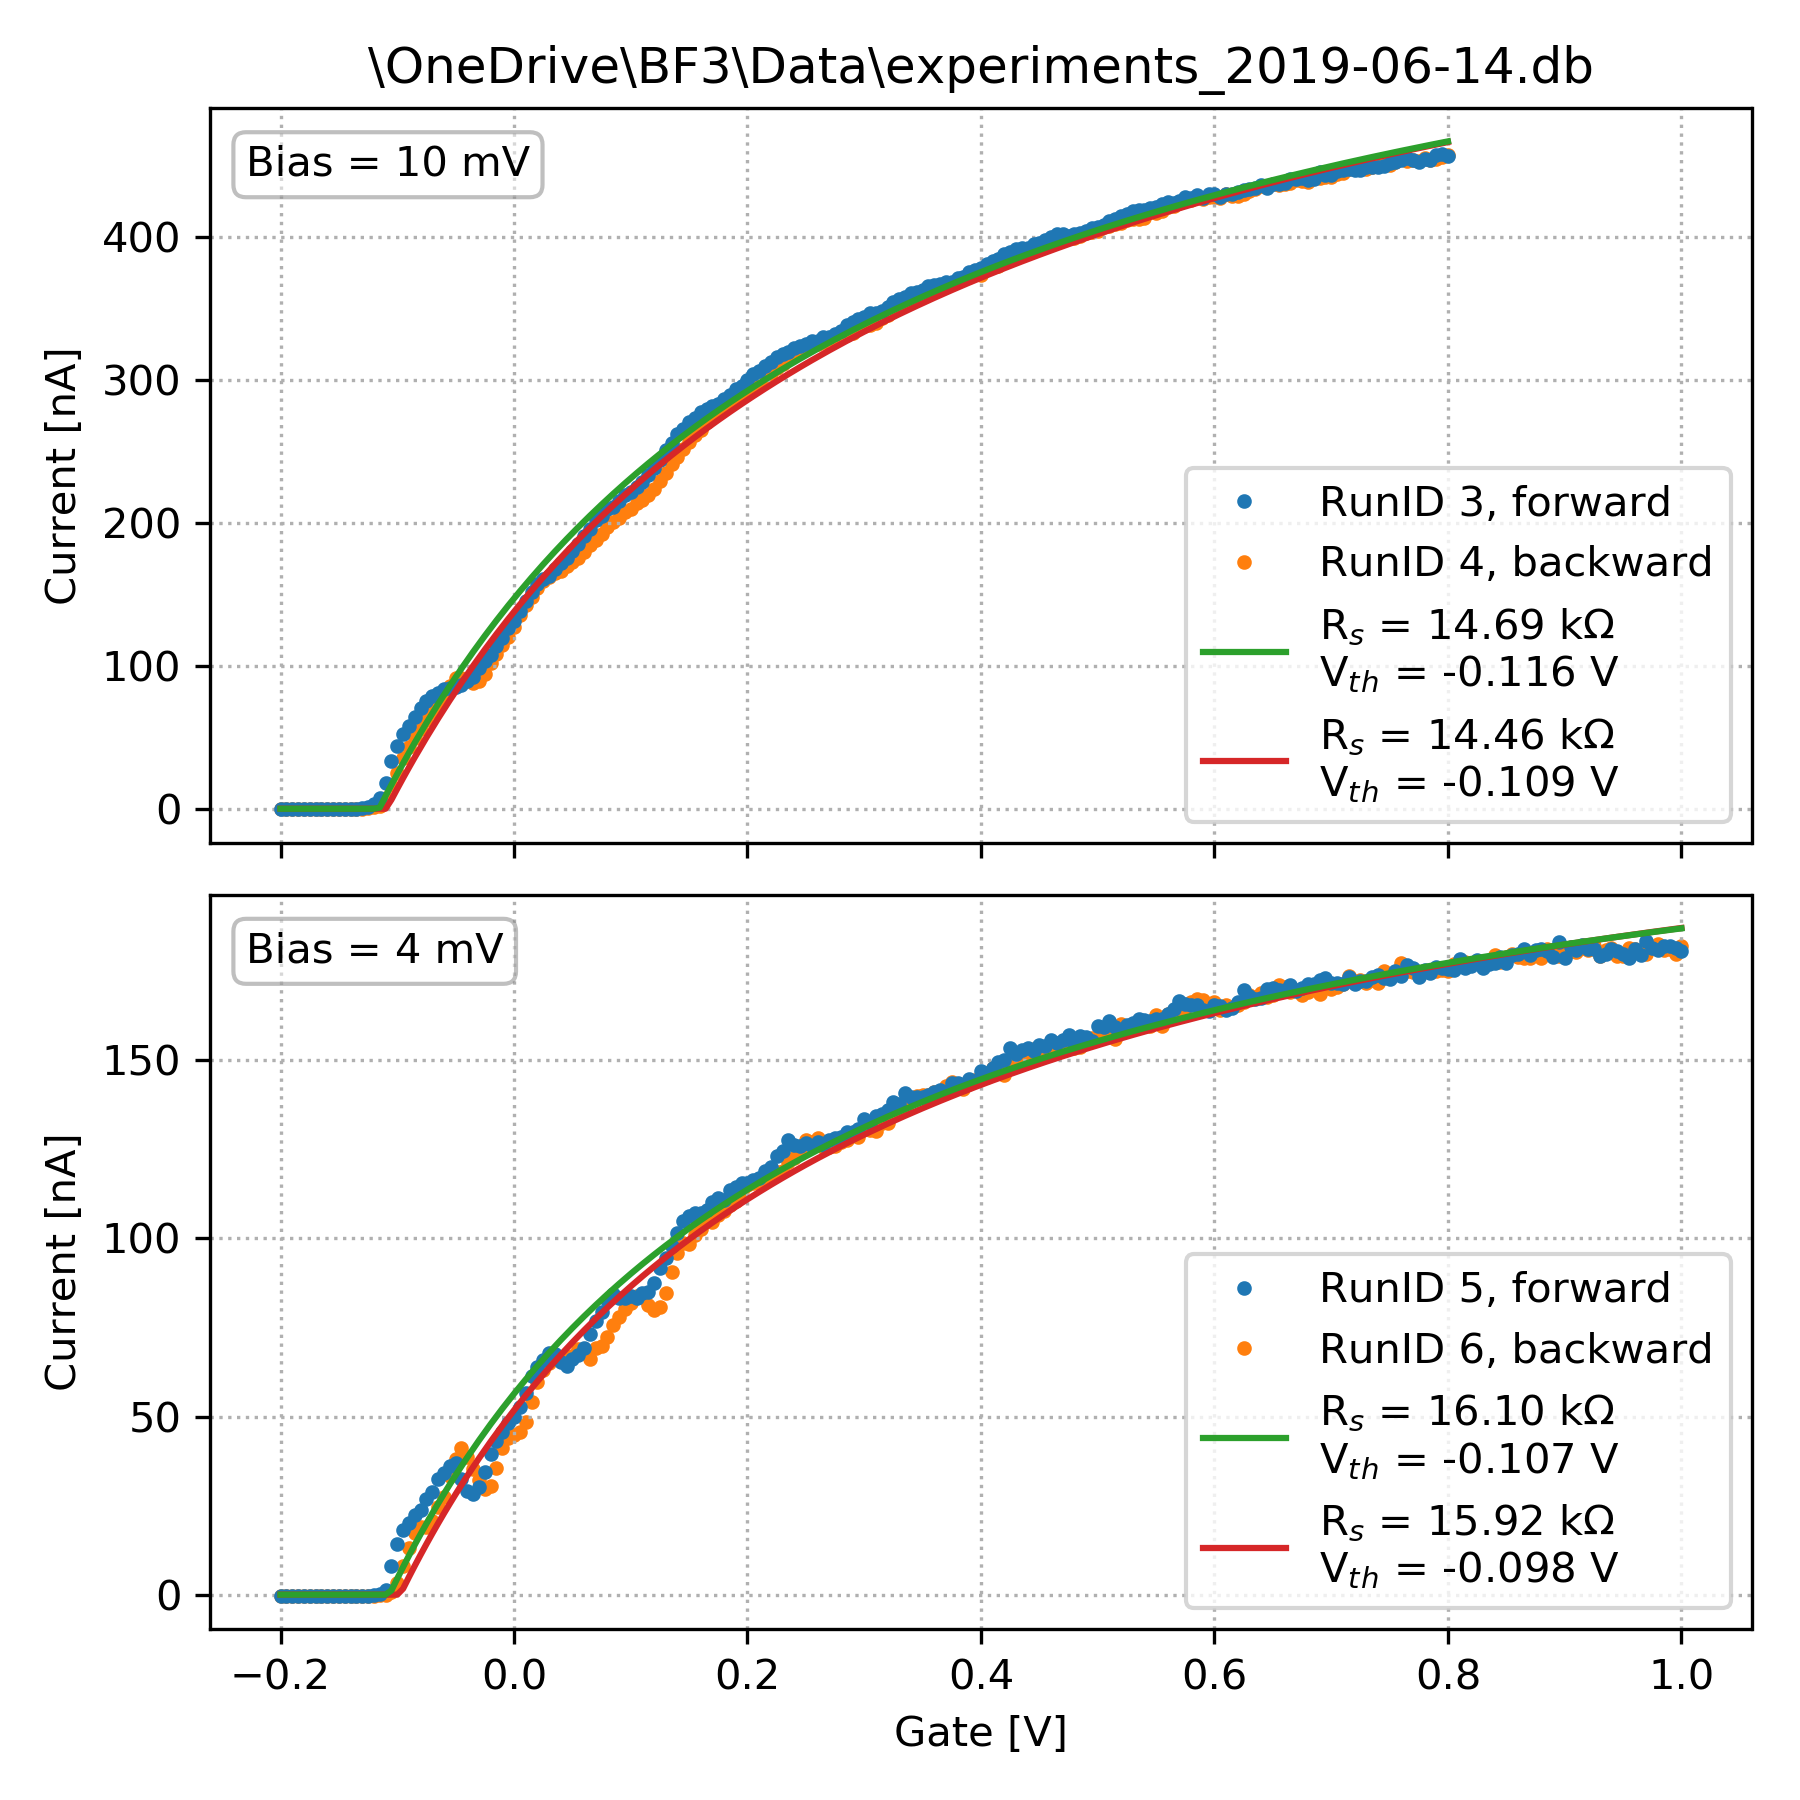 \OneDrive\BF3\Data\experiments_2019-06-14.db
Bias = 10 mV
Current [nA]
400
300
200
100
0
RunID 3, forward
RunID 4, backward
Rs = 14.69 kΩ
Vth = -0.116 V
Rs = 14.46 kΩ
Vth = -0.109 V
Bias = 4 mV
Current [nA]
150
100
50
0
RunID 5, forward
RunID 6, backward
Rs = 16.10 kΩ
Vth = -0.107 V
Rs = 15.92 kΩ
Vth = -0.098 V
−0.2 0.0 0.2 0.4 0.6 0.8 1.0
Gate [V]